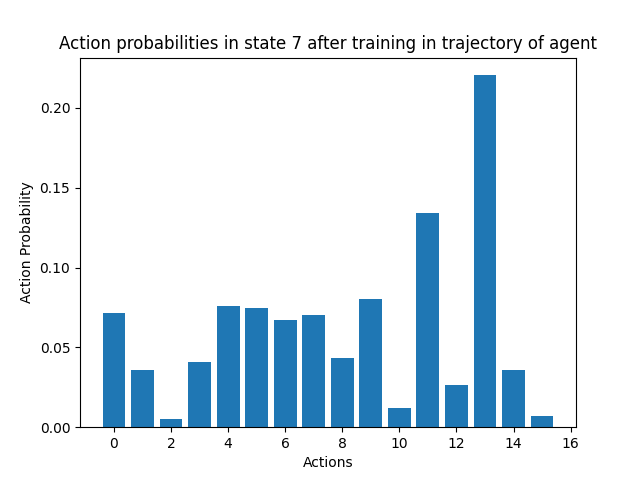 Action probabilities in state 7 after training in trajectory of agent
0.20
0.15
0.10
0.05
0.00
Action Probability
0 2 4 6 8 10 12 14 16
Actions